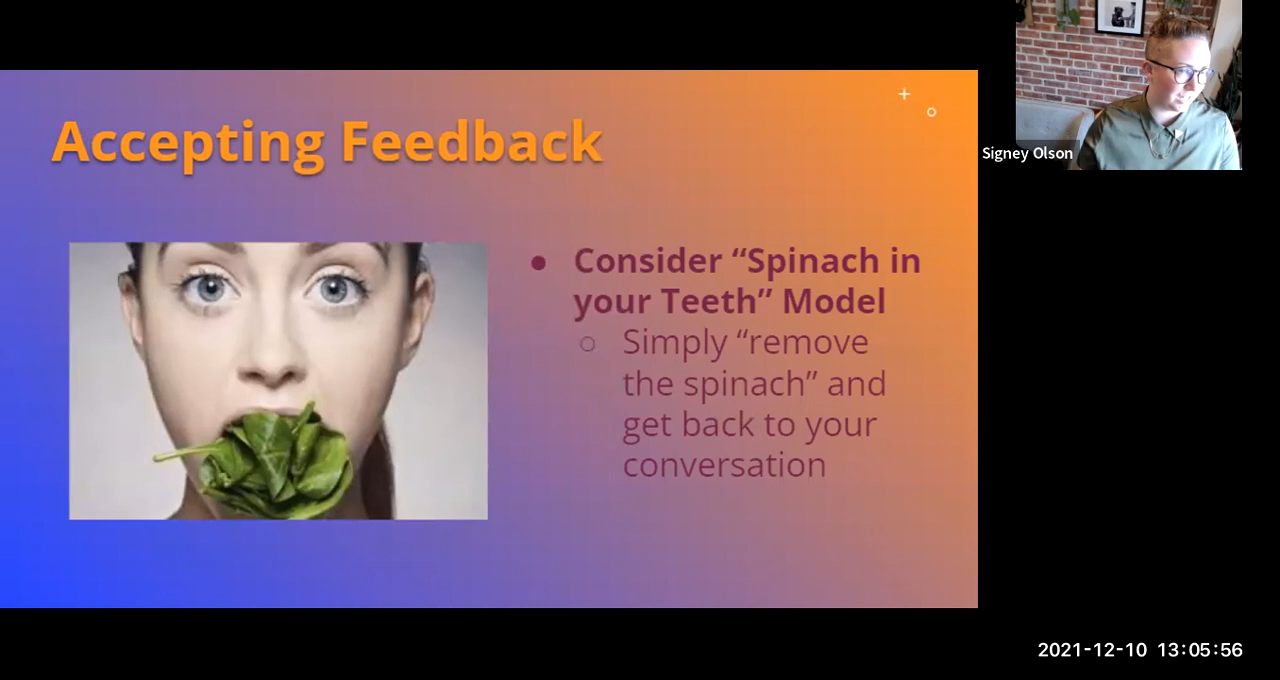 Accepting Feedback
Signey Olson
● Consider “Spinach in
your Teeth” Model
○ Simply “remove
the spinach” and
get back to your
conversation
2021-12-10 13:05:56